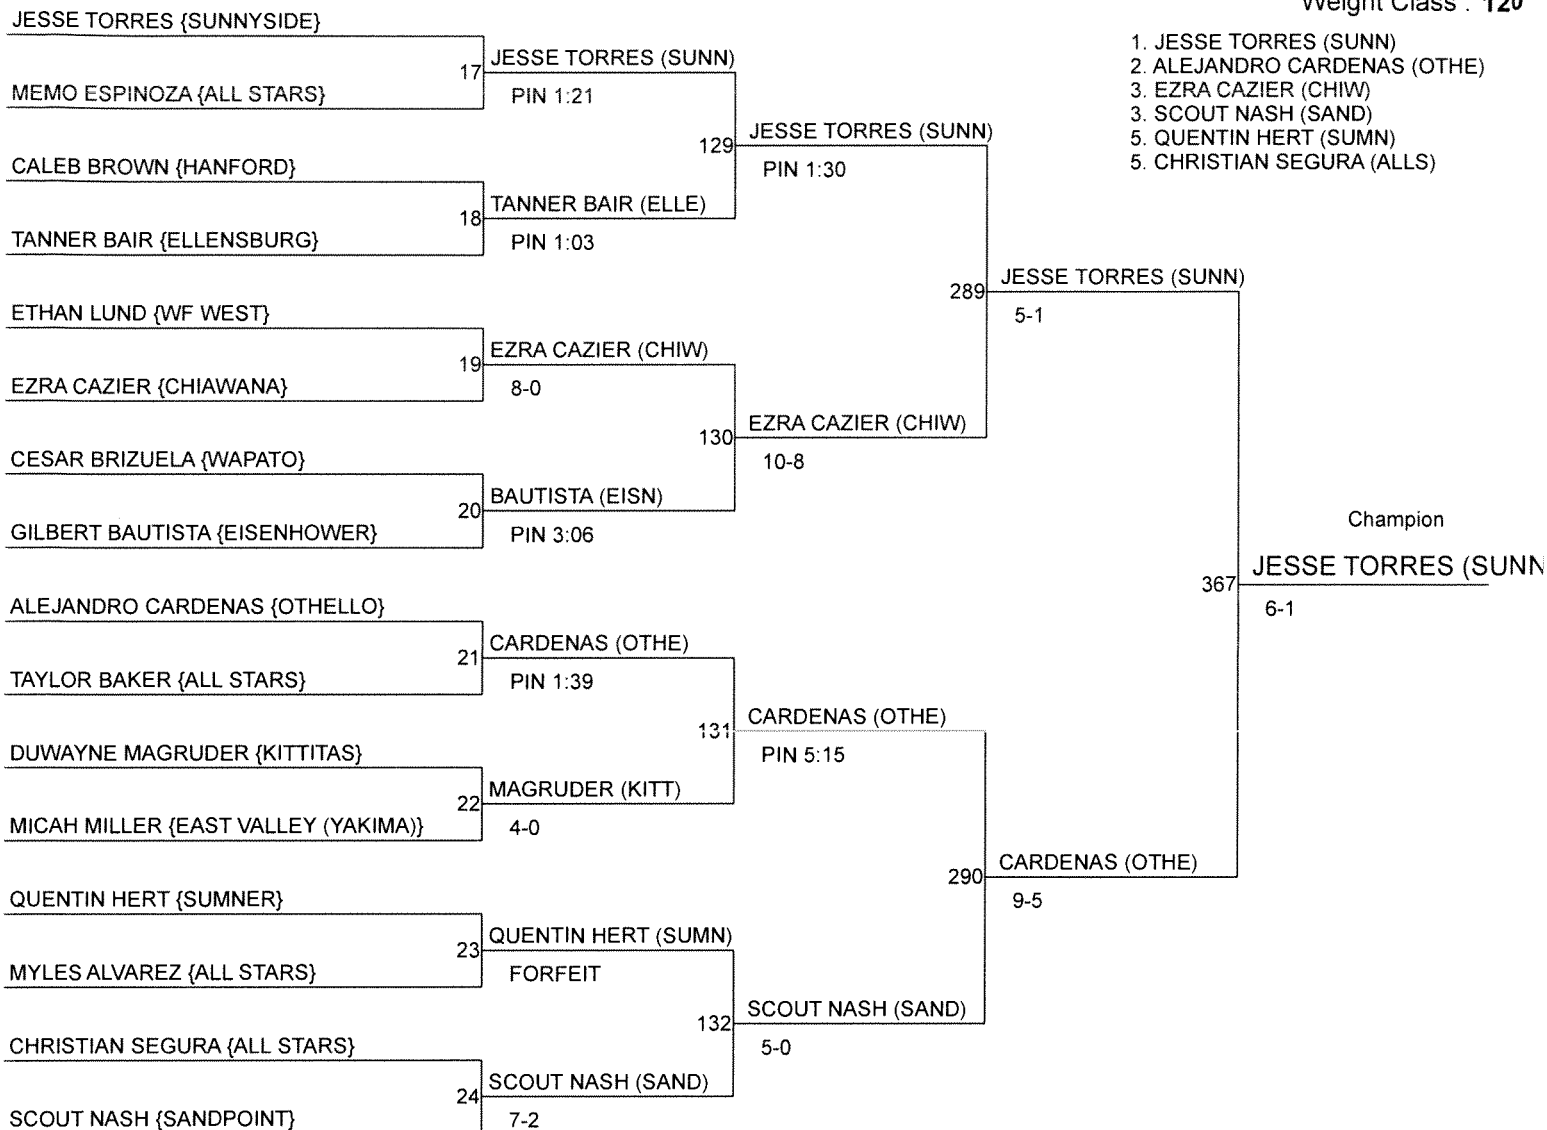 Weight Class : 120
1. JESSE TORRES (SUNN)
2. ALEJANDRO CARDENAS (OTHE)
3. EZRA CAZIER (CHIW)
3. SCOUT NASH (SAND)
5. QUENTIN HERT (SUMN)
5. CHRISTIAN SEGURA (ALLS)
JESSE TORRES {SUNNYSIDE}
17 JESSE TORRES (SUNN)
MEMO ESPINOZA {ALL STARS}
PIN 1:21
129 JESSE TORRES (SUNN)
PIN 1:30
CALEB BROWN {HANFORD}
18 TANNER BAIR (ELLE)
TANNER BAIR {ELLENSBURG}
PIN 1:03
289 JESSE TORRES (SUNN)
5-1
ETHAN LUND {WF WEST}
19 EZRA CAZIER (CHIW)
EZRA CAZIER {CHIAWANA}
8-0
130 EZRA CAZIER (CHIW)
10-8
CESAR BRIZUELA {WAPATO}
20 BAUTISTA (EISN)
GILBERT BAUTISTA {EISENHOWER}
PIN 3:06
Champion
367 JESSE TORRES (SUNN
6-1
ALEJANDRO CARDENAS {OTHELLO}
21 CARDENAS (OTHE)
TAYLOR BAKER {ALL STARS}
PIN 1:39
131 CARDENAS (OTHE)
PIN 5:15
DUWAYNE MAGRUDER {KITTITAS}
22 MAGRUDER (KITT)
MICAH MILLER {EAST VALLEY (YAKIMA)}
4-0
290 CARDENAS (OTHE)
9-5
QUENTIN HERT {SUMNER}
23 QUENTIN HERT (SUMN)
MYLES ALVAREZ {ALL STARS}
FORFEIT
132 SCOUT NASH (SAND)
5-0
CHRISTIAN SEGURA {ALL STARS}
24 SCOUT NASH (SAND)
SCOUT NASH {SANDPOINT}
7-2